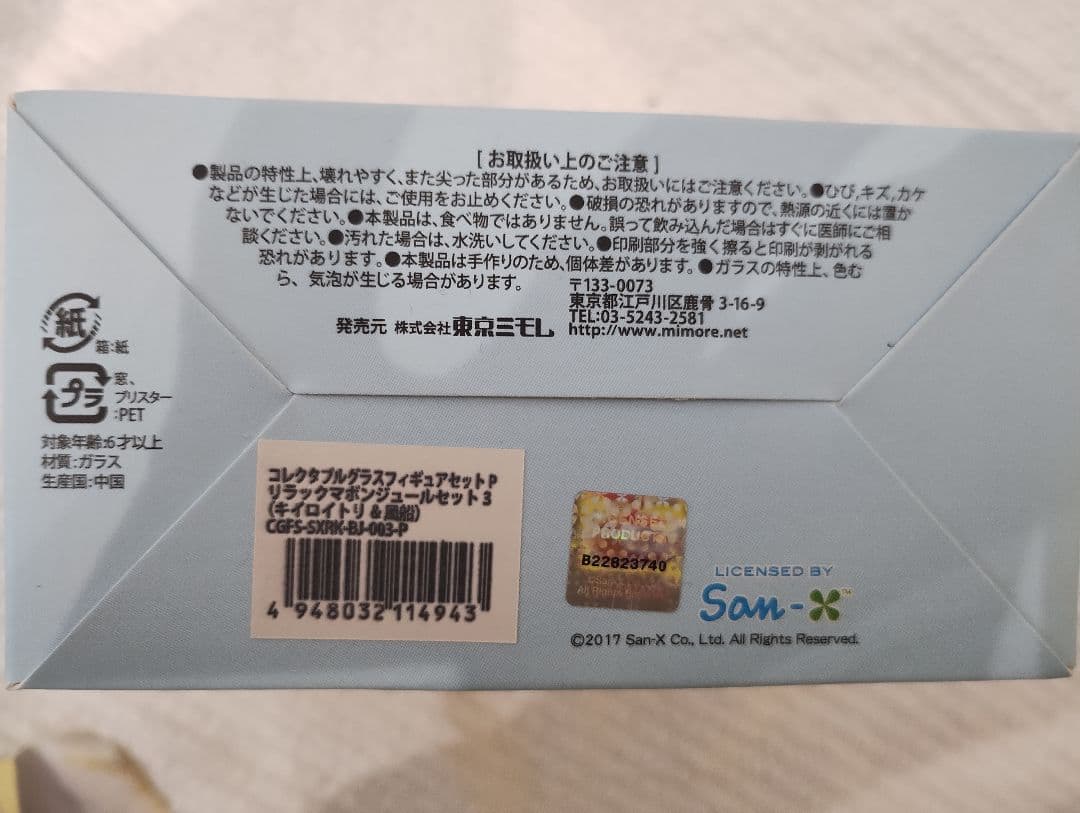 [ お取扱い上のご注意 ]
●製品の特性上、壊れやすく、また尖った部分があるため、お取扱いにはご注意ください。●ひび,キズ,カケ
などが生じた場合には、ご使用をお止めください。●破損の恐れがありますので、熱源の近くには置か
ないでください。●本製品は、食べ物ではありません。誤って飲み込んだ場合はすぐに医師にご相
談ください。●汚れた場合は、水洗いしてください。●印刷部分を強く擦ると印刷が剥がれる
恐れがあります。●本製品は手作りのため、個体差があります。●ガラスの特性上、色む
ら、気泡が生じる場合があります。
発売元 株式会社東京ミモレ
〒133-0073
東京都江戸川区鹿骨 3-16-9
TEL:03-5243-2581
http://www.mimore.net
紙
箱:紙
プラ
窓、
ブリスター
:PET
対象年齢:6才以上
材質:ガラス
生産国:中国
コレクタブルグラスフィギュアセット P
リラックマボンジュールセット 3
(キイロイトリ & 風船)
CGFS-SXRK-BJ-003-P
4 948032 114943
PRODUCT
B22823740
LICENSED BY
San-X™
©2017 San-X Co., Ltd. All Rights Reserved.